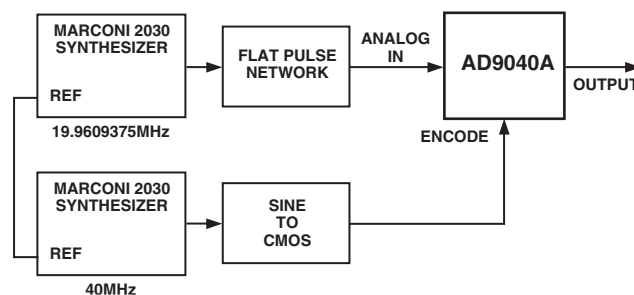 MARCONI 2030
SYNTHESIZER
REF
19.9609375MHz
FLAT PULSE
NETWORK
ANALOG
IN
AD9040A
OUTPUT
ENCODE
MARCONI 2030
SYNTHESIZER
REF
40MHz
SINE
TO
CMOS